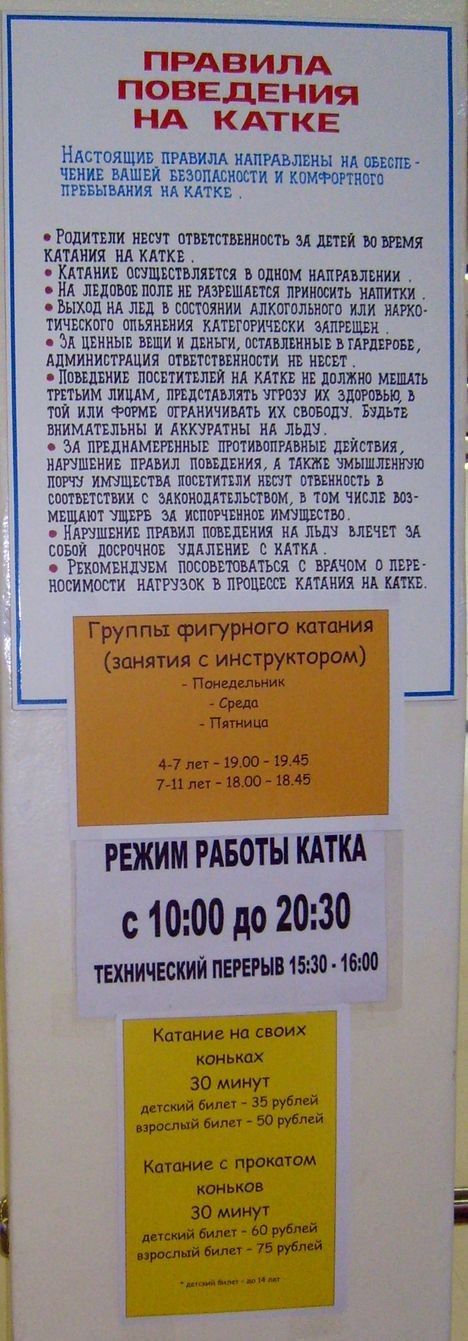 ПРАВИЛА
ПОВЕДЕНИЯ
НА КАТКЕ
НАСТОЯЩИЕ ПРАВИЛА НАПРАВЛЕНЫ НА ОБЕСПЕ-
ЧЕНИЕ ВАШЕЙ БЕЗОПАСНОСТИ И КОМФОРТНОГО
ПРЕБЫВАНИЯ НА КАТКЕ .
• РОДИТЕЛИ НЕСУТ ОТВЕТСТВЕННОСТЬ ЗА ДЕТЕЙ ВО ВРЕМЯ
КАТАНИЯ НА КАТКЕ .
• КАТАНИЕ ОСУЩЕСТВЛЯЕТСЯ В ОДНОМ НАПРАВЛЕНИИ .
• НА ЛЕДОВОЕ ПОЛЕ НЕ РАЗРЕШАЕТСЯ ПРИНОСИТЬ НАПИТКИ .
• ВЫХОД НА ЛЕД В СОСТОЯНИИ АЛКОГОЛЬНОГО ИЛИ НАРКО-
ТИЧЕСКОГО ОПЬЯНЕНИЯ КАТЕГОРИЧЕСКИ ЗАПРЕЩЕН .
• ЗА ЦЕННЫЕ ВЕЩИ И ДЕНЬГИ, ОСТАВЛЕННЫЕ В ГАРДЕРОБЕ,
АДМИНИСТРАЦИЯ ОТВЕТСТВЕННОСТИ НЕ НЕСЕТ .
• ПОВЕДЕНИЕ ПОСЕТИТЕЛЕЙ НА КАТКЕ НЕ ДОЛЖНО МЕШАТЬ
ТРЕТЬИМ ЛИЦАМ, ПРЕДСТАВЛЯТЬ УГРОЗУ ИХ ЗДОРОВЬЮ, В
ТОЙ ИЛИ ФОРМЕ ОГРАНИЧИВАТЬ ИХ СВОБОДУ. БУДЬТЕ
ВНИМАТЕЛЬНЫ И АККУРАТНЫ НА ЛЬДУ .
• ЗА ПРЕДНАМЕРЕННЫЕ ПРОТИВОПРАВНЫЕ ДЕЙСТВИЯ,
НАРУШЕНИЕ ПРАВИЛ ПОВЕДЕНИЯ, А ТАКЖЕ УМЫШЛЕННУЮ
ПОРЧУ ИМУЩЕСТВА ПОСЕТИТЕЛИ НЕСУТ ОТВЕННОСТЬ В
СООТВЕТСТВИИ С ЗАКОНОДАТЕЛЬСТВОМ, В ТОМ ЧИСЛЕ ВОЗ-
МЕЩАЮТ УЩЕРБ ЗА ИСПОРЧЕННОЕ ИМУЩЕСТВО.
• НАРУШЕНИЕ ПРАВИЛ ПОВЕДЕНИЯ НА ЛЬДУ ВЛЕЧЕТ ЗА
СОБОЙ ДОСРОЧНОЕ УДАЛЕНИЕ С КАТКА .
• РЕКОМЕНДУЕМ ПОСОВЕТОВАТЬСЯ С ВРАЧОМ О ПЕРЕ-
НОСИМОСТИ НАГРУЗОК В ПРОЦЕССЕ КАТАНИЯ НА КАТКЕ.
Группы фигурного катания
(занятия с инструктором)
- Понедельник
- Среда
- Пятница
4-7 лет – 19.00 – 19.45
7-11 лет – 18.00 – 18.45
РЕЖИМ РАБОТЫ КАТКА
с 10:00 до 20:30
ТЕХНИЧЕСКИЙ ПЕРЕРЫВ 15:30 - 16:00
Катание на своих
коньках
30 минут
детский билет – 35 рублей
взрослый билет – 50 рублей
Катание с прокатом
коньков
30 минут
детский билет – 60 рублей
взрослый билет – 75 рублей
* детский билет – до 14 лет